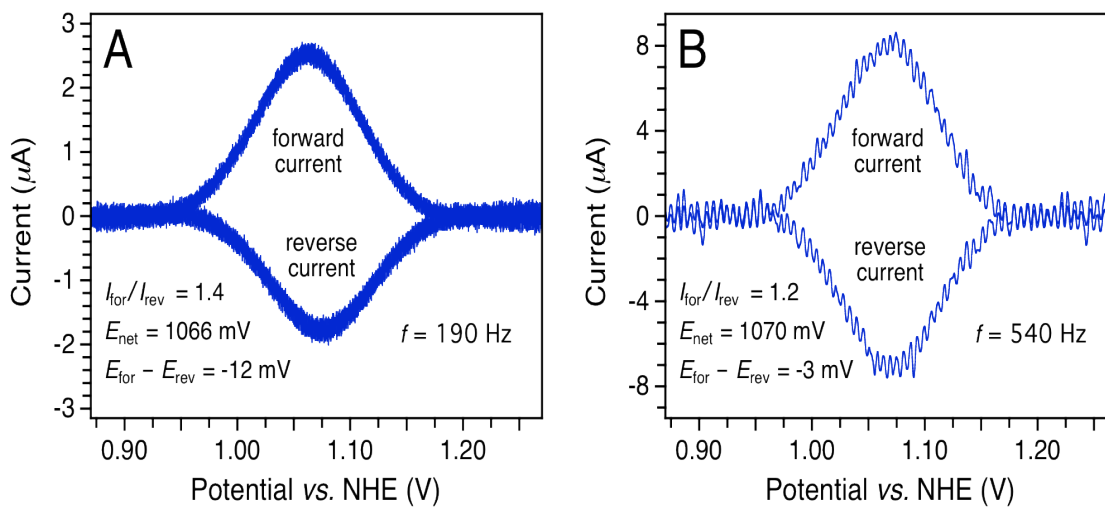 A
3
2
1
0
-1
-2
-3
Current (μA)
forward
current
reverse
current
I_for/I_rev = 1.4
E_net = 1066 mV
E_for – E_rev = -12 mV
f = 190 Hz
0.90
1.00
1.10
1.20
Potential vs. NHE (V)
B
8
4
0
-4
-8
Current (μA)
forward
current
reverse
current
I_for/I_rev = 1.2
E_net = 1070 mV
E_for – E_rev = -3 mV
f = 540 Hz
0.90
1.00
1.10
1.20
Potential vs. NHE (V)